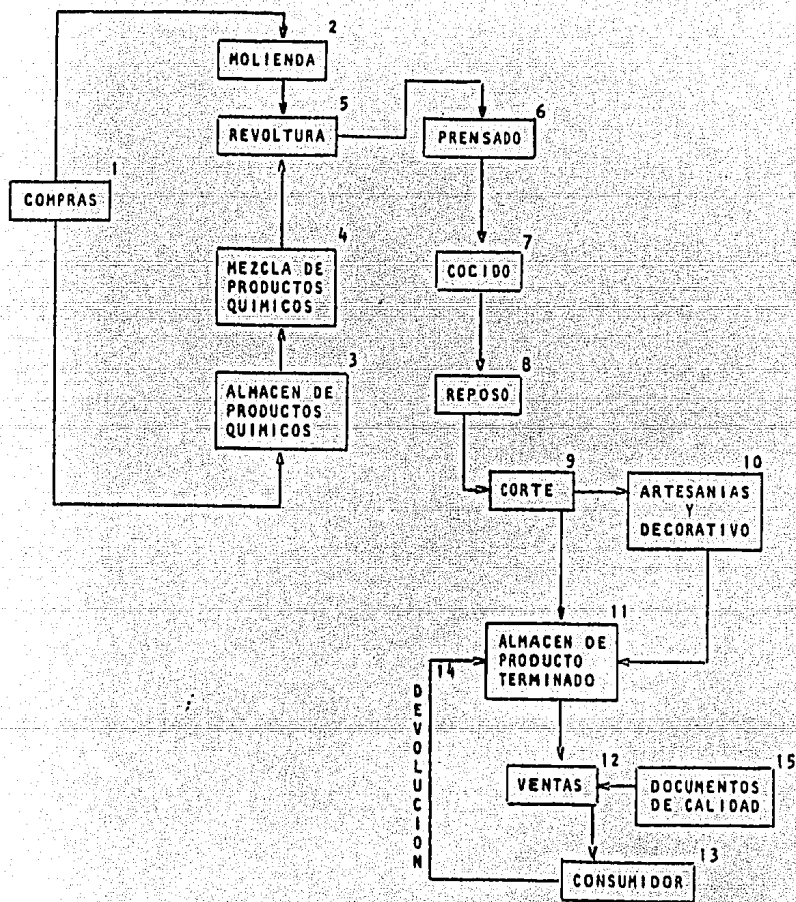 2
MOLIENDA
5
REVOLTURA
6
PRENSADO
1
COMPRAS
4
MEZCLA DE
PRODUCTOS
QUIMICOS
7
COCIDO
3
ALMACEN DE
PRODUCTOS
QUIMICOS
8
REPOSO
9
CORTE
10
ARTESANIAS
Y
DECORATIVO
11
ALMACEN DE
PRODUCTO
TERMINADO
14
DEVOLUCION
12
VENTAS
15
DOCUMENTOS
DE CALIDAD
13
CONSUMIDOR